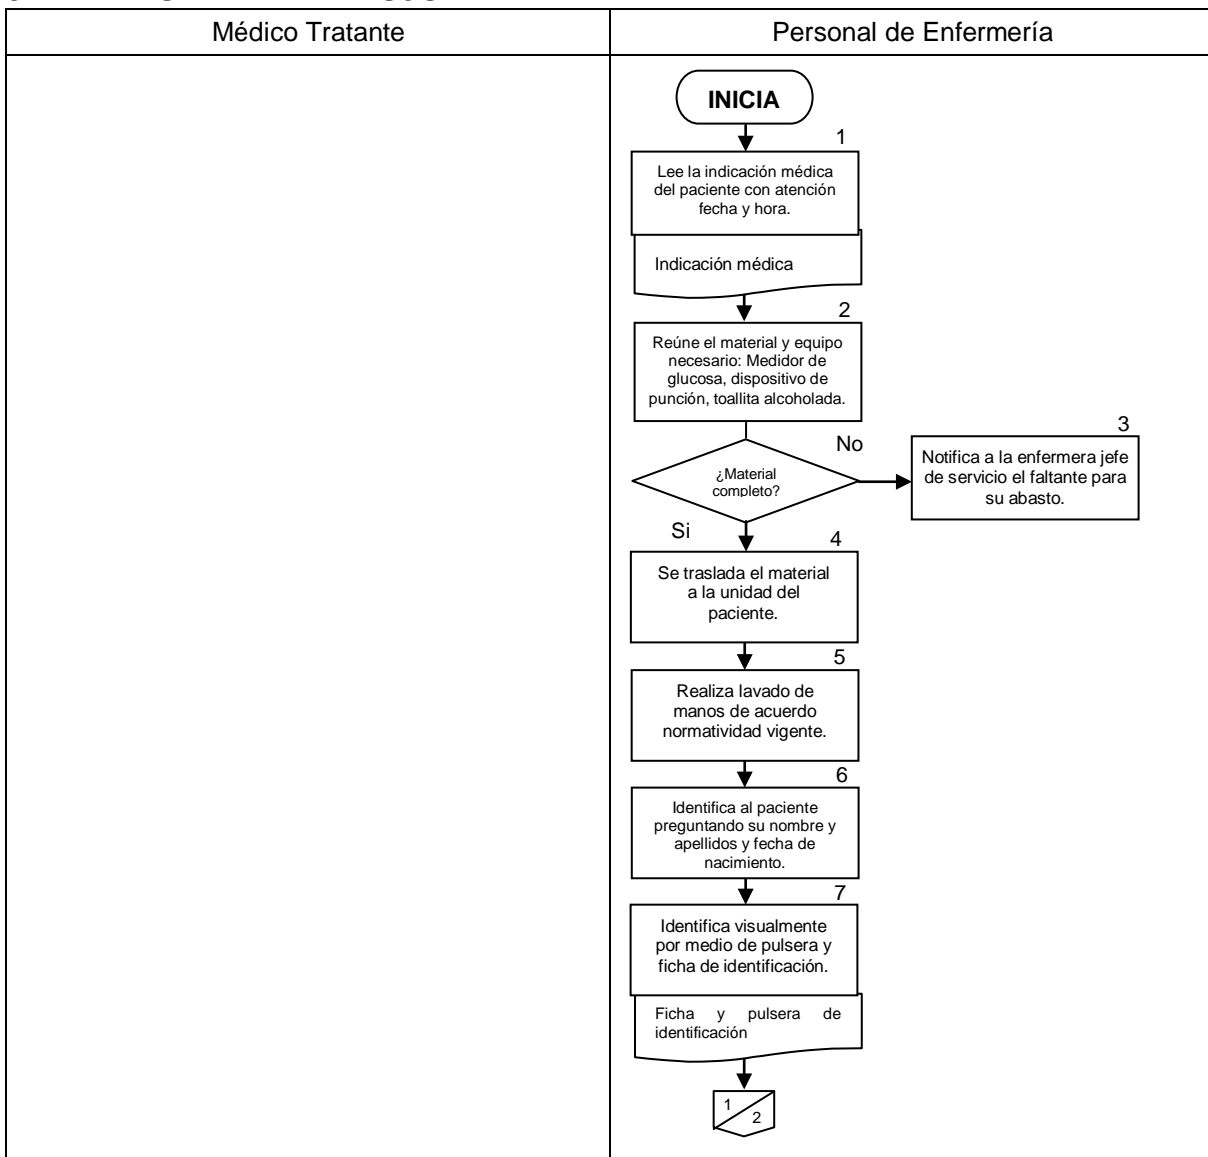 Médico Tratante
Personal de Enfermería
INICIA
1
Lee la indicación médica
del paciente con atención
fecha y hora.
Indicación médica
2
Reúne el material y equipo
necesario: Medidor de
glucosa, dispositivo de
punción, toallita alcoholada.
¿Material
completo?
No
3
Notifica a la enfermera jefe
de servicio el faltante para
su abasto.
Si
4
Se traslada el material
a la unidad del
paciente.
5
Realiza lavado de
manos de acuerdo
normatividad vigente.
6
Identifica al paciente
preguntando su nombre y
apellidos y fecha de
nacimiento.
7
Identifica visualmente
por medio de pulsera y
ficha de identificación.
Ficha y pulsera de
identificación
1
2